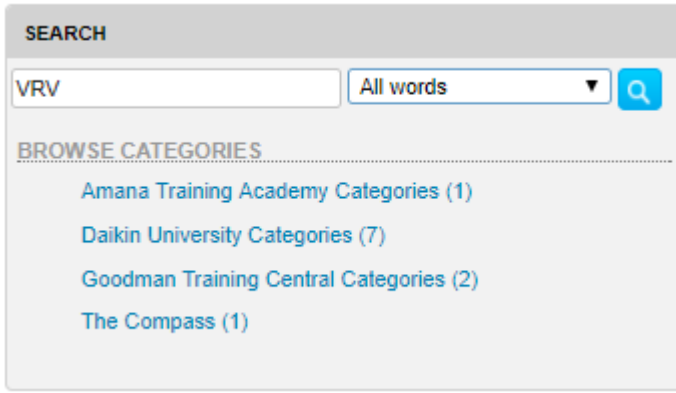 SEARCH
VRV All words ▼
BROWSE CATEGORIES
Amana Training Academy Categories (1)
Daikin University Categories (7)
Goodman Training Central Categories (2)
The Compass (1)